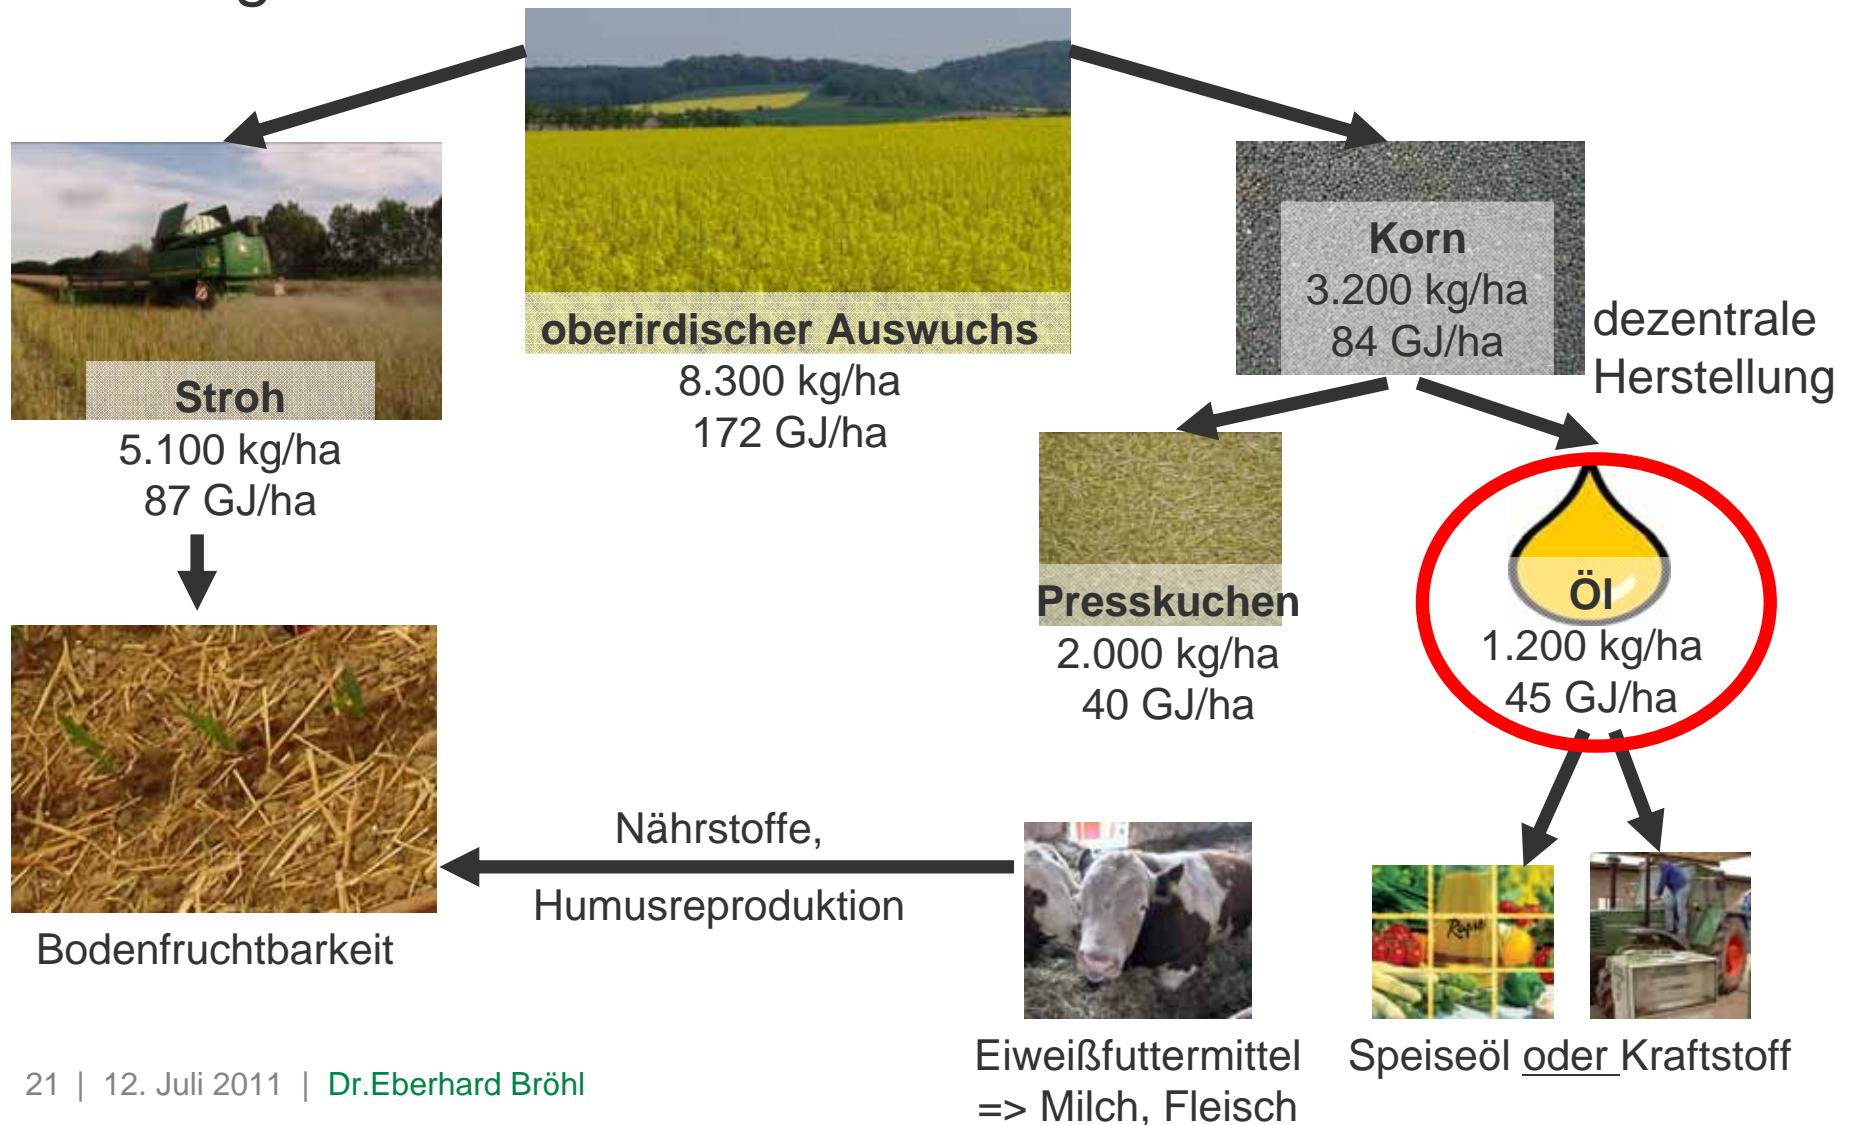 oberirdischer Auswuchs
8.300 kg/ha
172 GJ/ha
Stroh
5.100 kg/ha
87 GJ/ha
Korn
3.200 kg/ha
84 GJ/ha
dezentrale
Herstellung
Presskuchen
2.000 kg/ha
40 GJ/ha
Öl
1.200 kg/ha
45 GJ/ha
Nährstoffe,
Humusreproduktion
Bodenfruchtbarkeit
Eiweißfuttermittel
=> Milch, Fleisch
Speiseöl oder Kraftstoff
21 | 12. Juli 2011 | Dr.Eberhard Bröhl